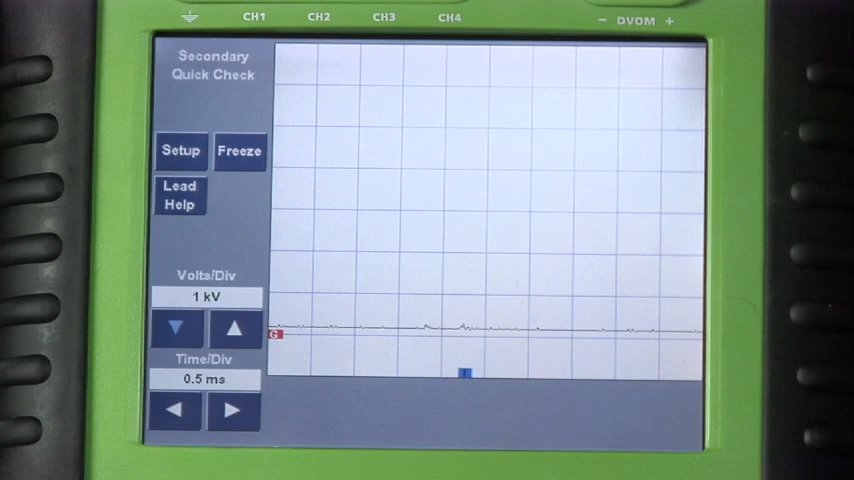 CH1 CH2 CH3 CH4 − DVOM +
Secondary
Quick Check
Setup Freeze
Lead
Help
Volts/Div
1 kV
Time/Div
0.5 ms
G
T